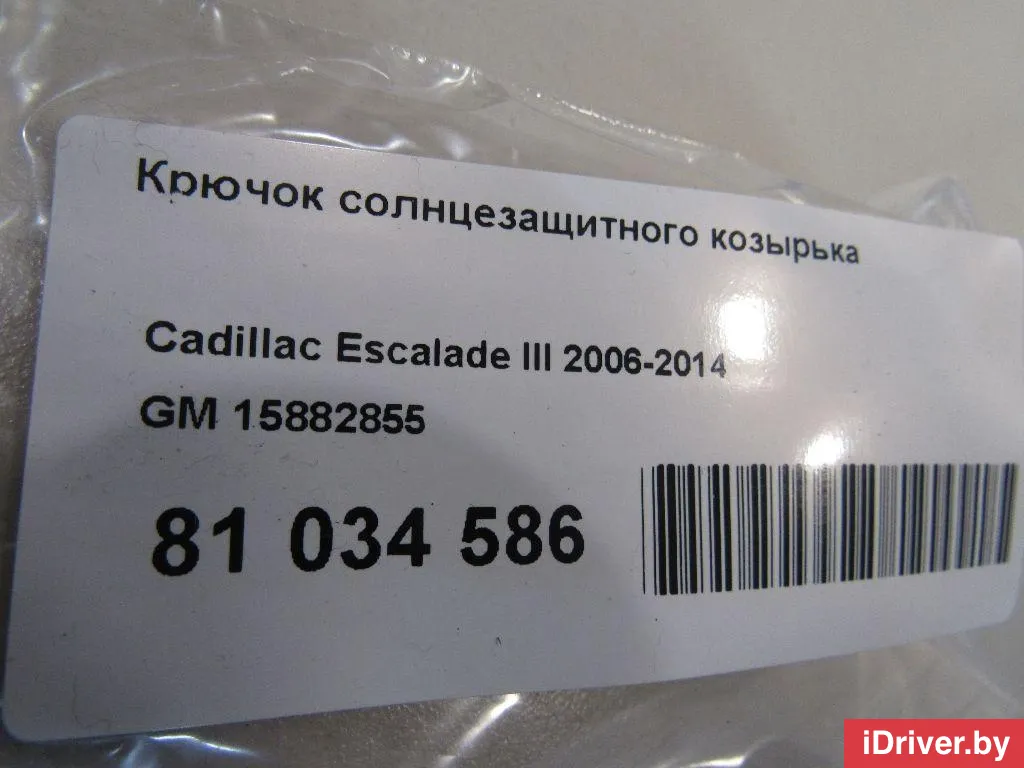 Крючок солнцезащитного козырька
Cadillac Escalade III 2006-2014
GM 15882855
81 034 586
iDriver.by